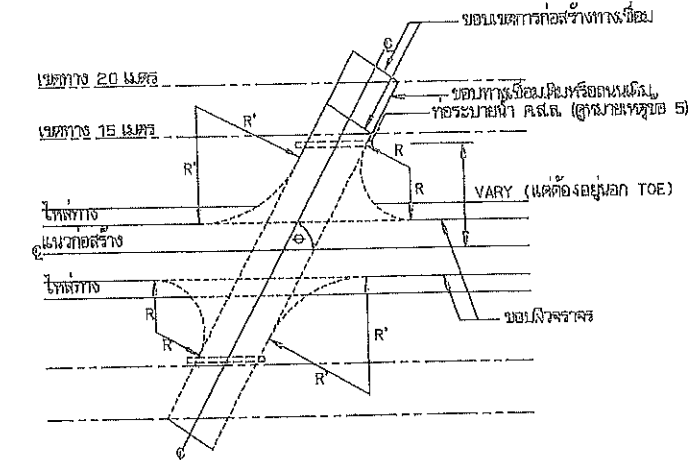 ขอบเขตการก่อสร้างทางเชื่อม
℄
เขตทาง 20 เมตร
ขอบทางเชื่อมเดิมหรือถนนเดิม
ท่อระบายน้ำ ค.ส.ล. (ดูหมายเหตุข้อ 5)
เขตทาง 15 เมตร
R'
R
R'
R
VARY (แต่ต้องอยู่นอก TOE)
ไหล่ทาง
แนวก่อสร้าง
℄
θ
ไหล่ทาง
R
ขอบผิวจราจร
R'
R
R'
℄